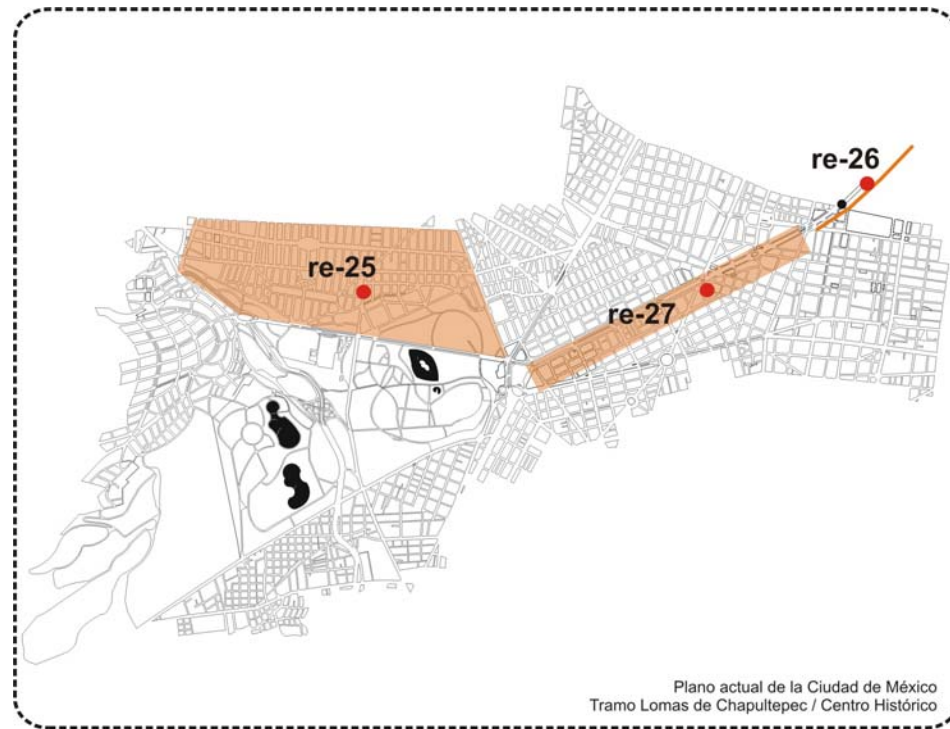 re-26
re-25
re-27
Plano actual de la Ciudad de México
Tramo Lomas de Chapultepec / Centro Histórico